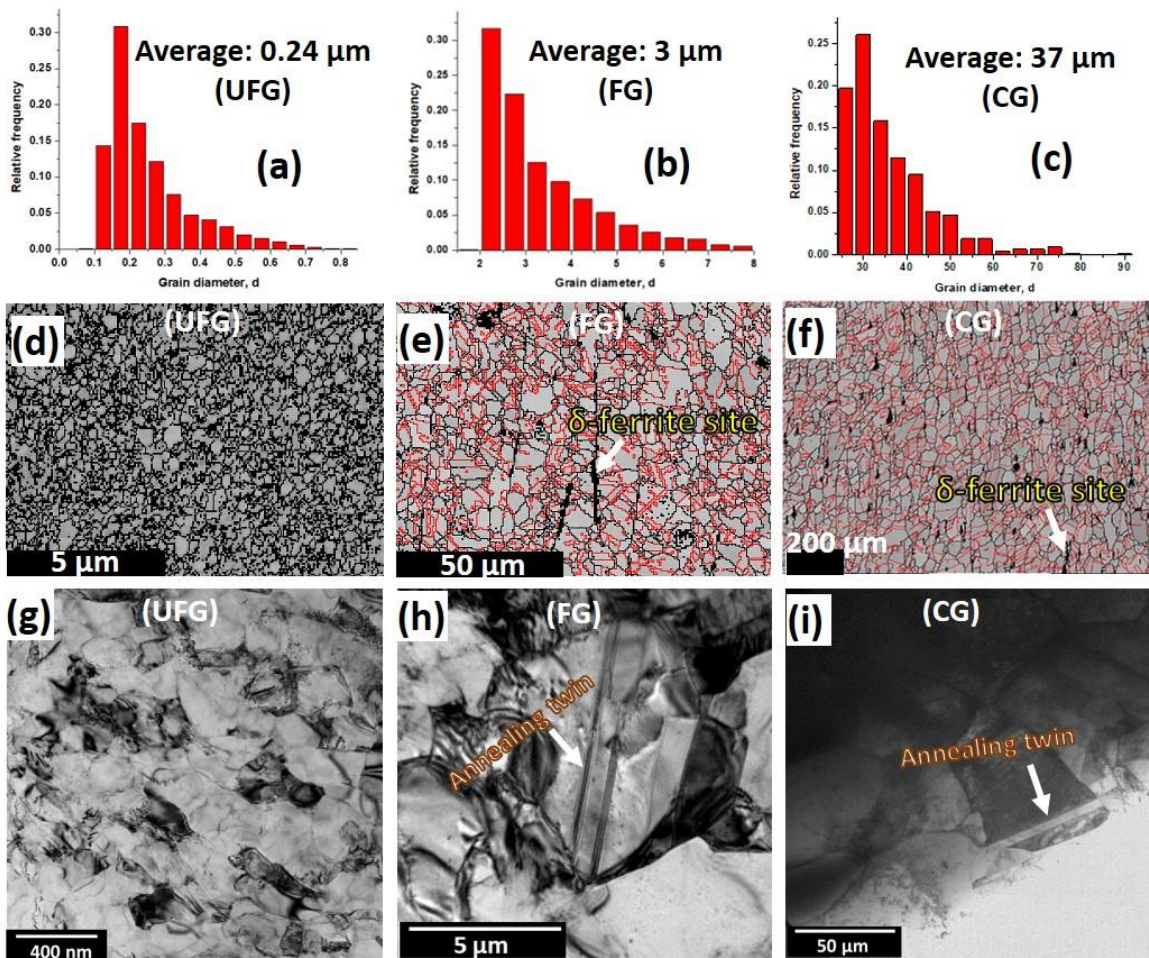 Average: 0.24 µm
(UFG)
(a)
Relative frequency
0.30
0.25
0.20
0.15
0.10
0.05
0.00
0.0 0.1 0.2 0.3 0.4 0.5 0.6 0.7 0.8
Grain diameter, d
Average: 3 µm
(FG)
(b)
Relative frequency
0.30
0.25
0.20
0.15
0.10
0.05
0.00
2 3 4 5 6 7 8
Grain diameter, d
Average: 37 µm
(CG)
(c)
Relative frequency
0.25
0.20
0.15
0.10
0.05
0.00
30 40 50 60 70 80 90
Grain diameter, d
(d)
(UFG)
5 µm
(e)
(FG)
δ-ferrite site
50 µm
(f)
(CG)
δ-ferrite site
200 µm
(g)
(UFG)
400 nm
(h)
(FG)
Annealing twin
5 µm
(i)
(CG)
Annealing twin
50 µm